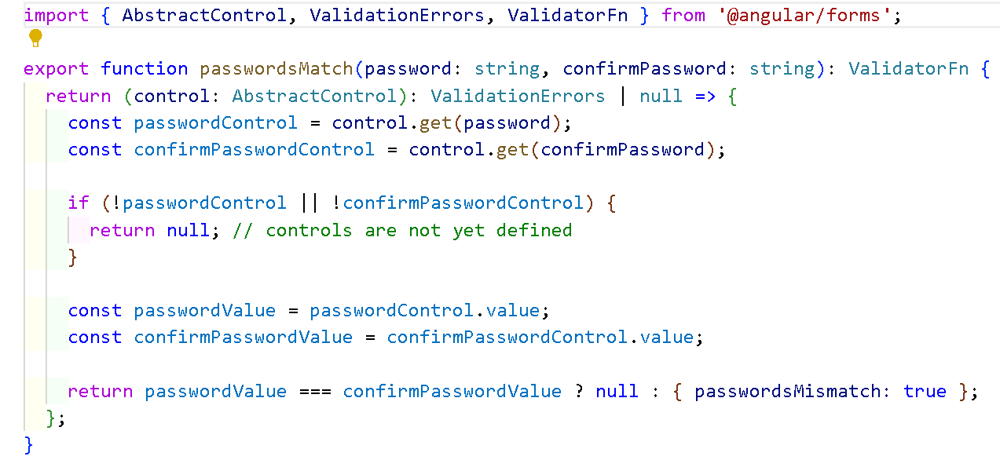 import { AbstractControl, ValidationErrors, ValidatorFn } from '@angular/forms';
export function passwordsMatch(password: string, confirmPassword: string): ValidatorFn {
return (control: AbstractControl): ValidationErrors | null => {
const passwordControl = control.get(password);
const confirmPasswordControl = control.get(confirmPassword);
if (!passwordControl || !confirmPasswordControl) {
return null; // controls are not yet defined
}
const passwordValue = passwordControl.value;
const confirmPasswordValue = confirmPasswordControl.value;
return passwordValue === confirmPasswordValue ? null : { passwordsMismatch: true };
};
}